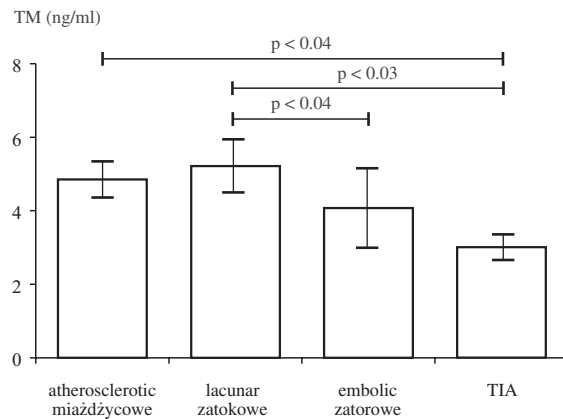 TM (ng/ml)
p < 0.04
8
p < 0.03
p < 0.04
6
4
2
0
atherosclerotic
miażdżycowe
lacunar
zatokowe
embolic
zatorowe
TIA